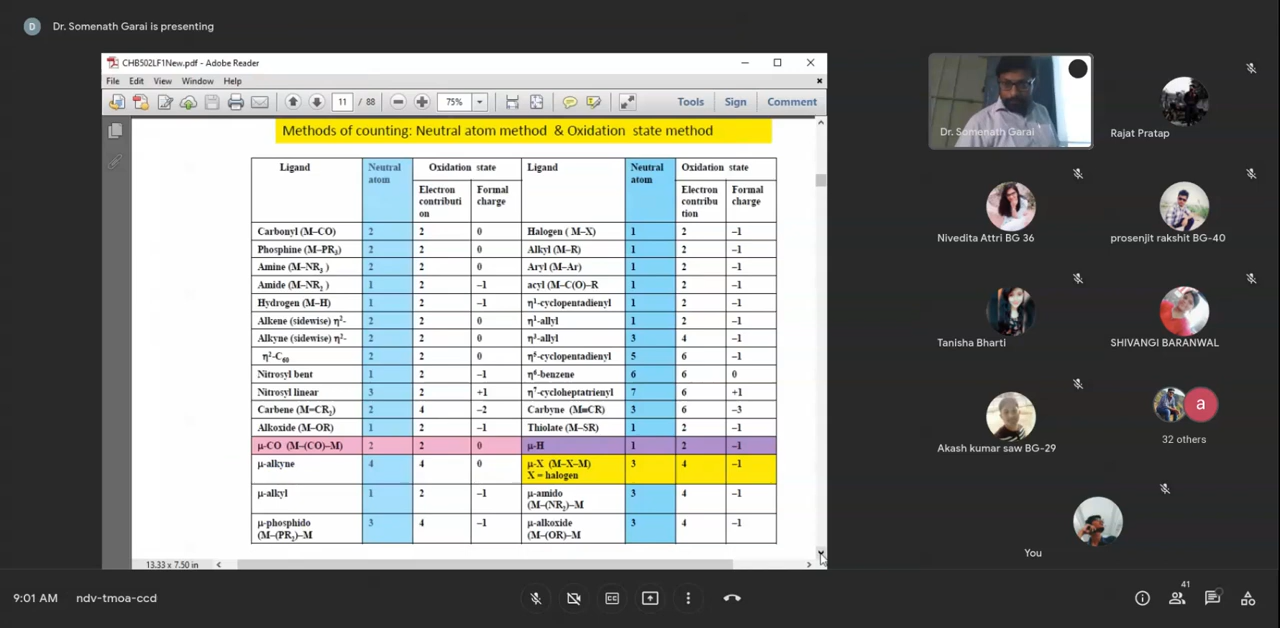 D Dr. Somenath Garai is presenting
CHB502LF1New.pdf - Adobe Reader
File Edit View Window Help
11 / 88 75% Tools Sign Comment
Methods of counting: Neutral atom method & Oxidation state method
Ligand Neutral atom Oxidation state Ligand Neutral atom Oxidation state
Electron contribution Formal charge Electron contribution Formal charge
Carbonyl (M–CO) 2 2 0 Halogen ( M–X) 1 2 –1
Phosphine (M–PR₃) 2 2 0 Alkyl (M–R) 1 2 –1
Amine (M–NR₃ ) 2 2 0 Aryl (M–Ar) 1 2 –1
Amide (M–NR₂ ) 1 2 –1 acyl (M–C(O)–R 1 2 –1
Hydrogen (M–H) 1 2 –1 η¹-cyclopentadienyl 1 2 –1
Alkene (sidewise) η²- 2 2 0 η¹-allyl 1 2 –1
Alkyne (sidewise) η²- 2 2 0 η³-allyl 3 4 –1
η²-C₆₀ 2 2 0 η⁵-cyclopentadienyl 5 6 –1
Nitrosyl bent 1 2 –1 η⁶-benzene 6 6 0
Nitrosyl linear 3 2 +1 η⁷-cycloheptatrienyl 7 6 +1
Carbene (M=CR₂) 2 4 –2 Carbyne (M≡CR) 3 6 –3
Alkoxide (M–OR) 1 2 –1 Thiolate (M–SR) 1 2 –1
μ-CO (M–(CO)–M) 2 2 0 μ-H 1 2 –1
μ-alkyne 4 4 0 μ-X (M–X–M) 3 4 –1
X = halogen
μ-alkyl 1 2 –1 μ-amido 3 4 –1
(M–(NR₂)–M
μ-phosphido 3 4 –1 μ-alkoxide 3 4 –1
(M–(PR₂)–M (M–(OR)–M
13.33 x 7.50 in
Dr. Somenath Garai
Rajat Pratap
Nivedita Attri BG 36
prosenjit rakshit BG-40
Tanisha Bharti
SHIVANGI BARANWAL
Akash kumar saw BG-29
a
32 others
You
9:01 AM ndv-tmoa-ccd
CC
41